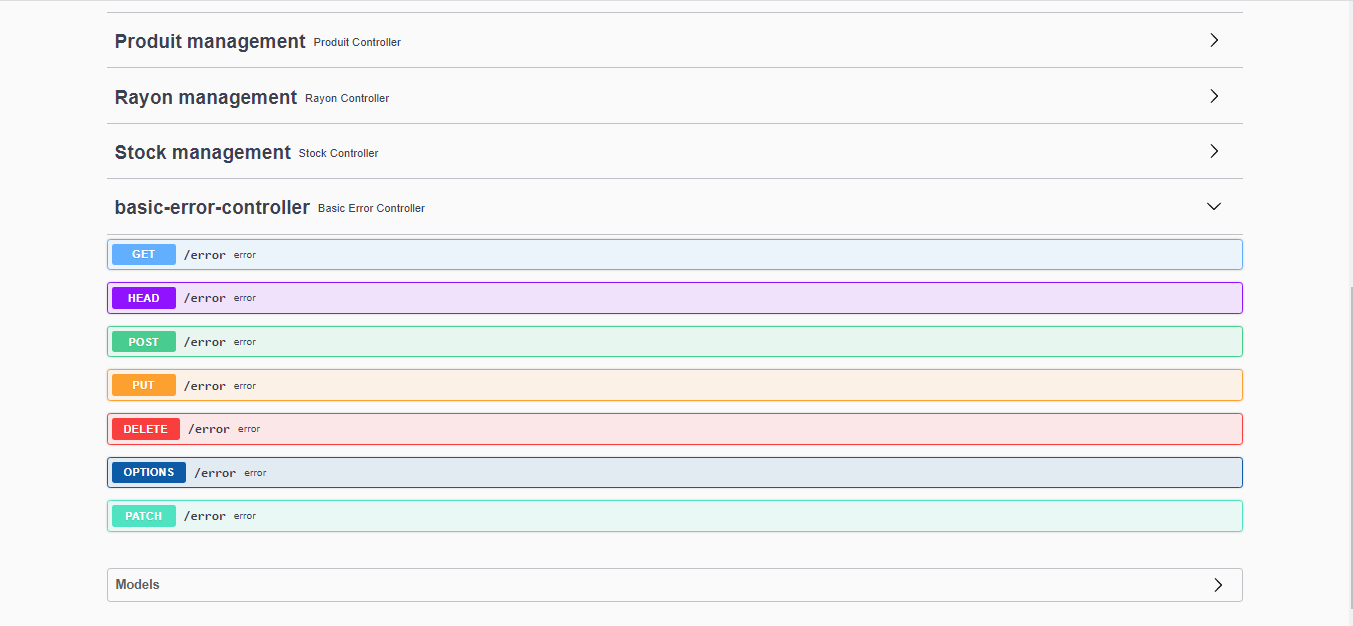 Produit management Produit Controller
Rayon management Rayon Controller
Stock management Stock Controller
basic-error-controller Basic Error Controller
GET /error error
HEAD /error error
POST /error error
PUT /error error
DELETE /error error
OPTIONS /error error
PATCH /error error
Models